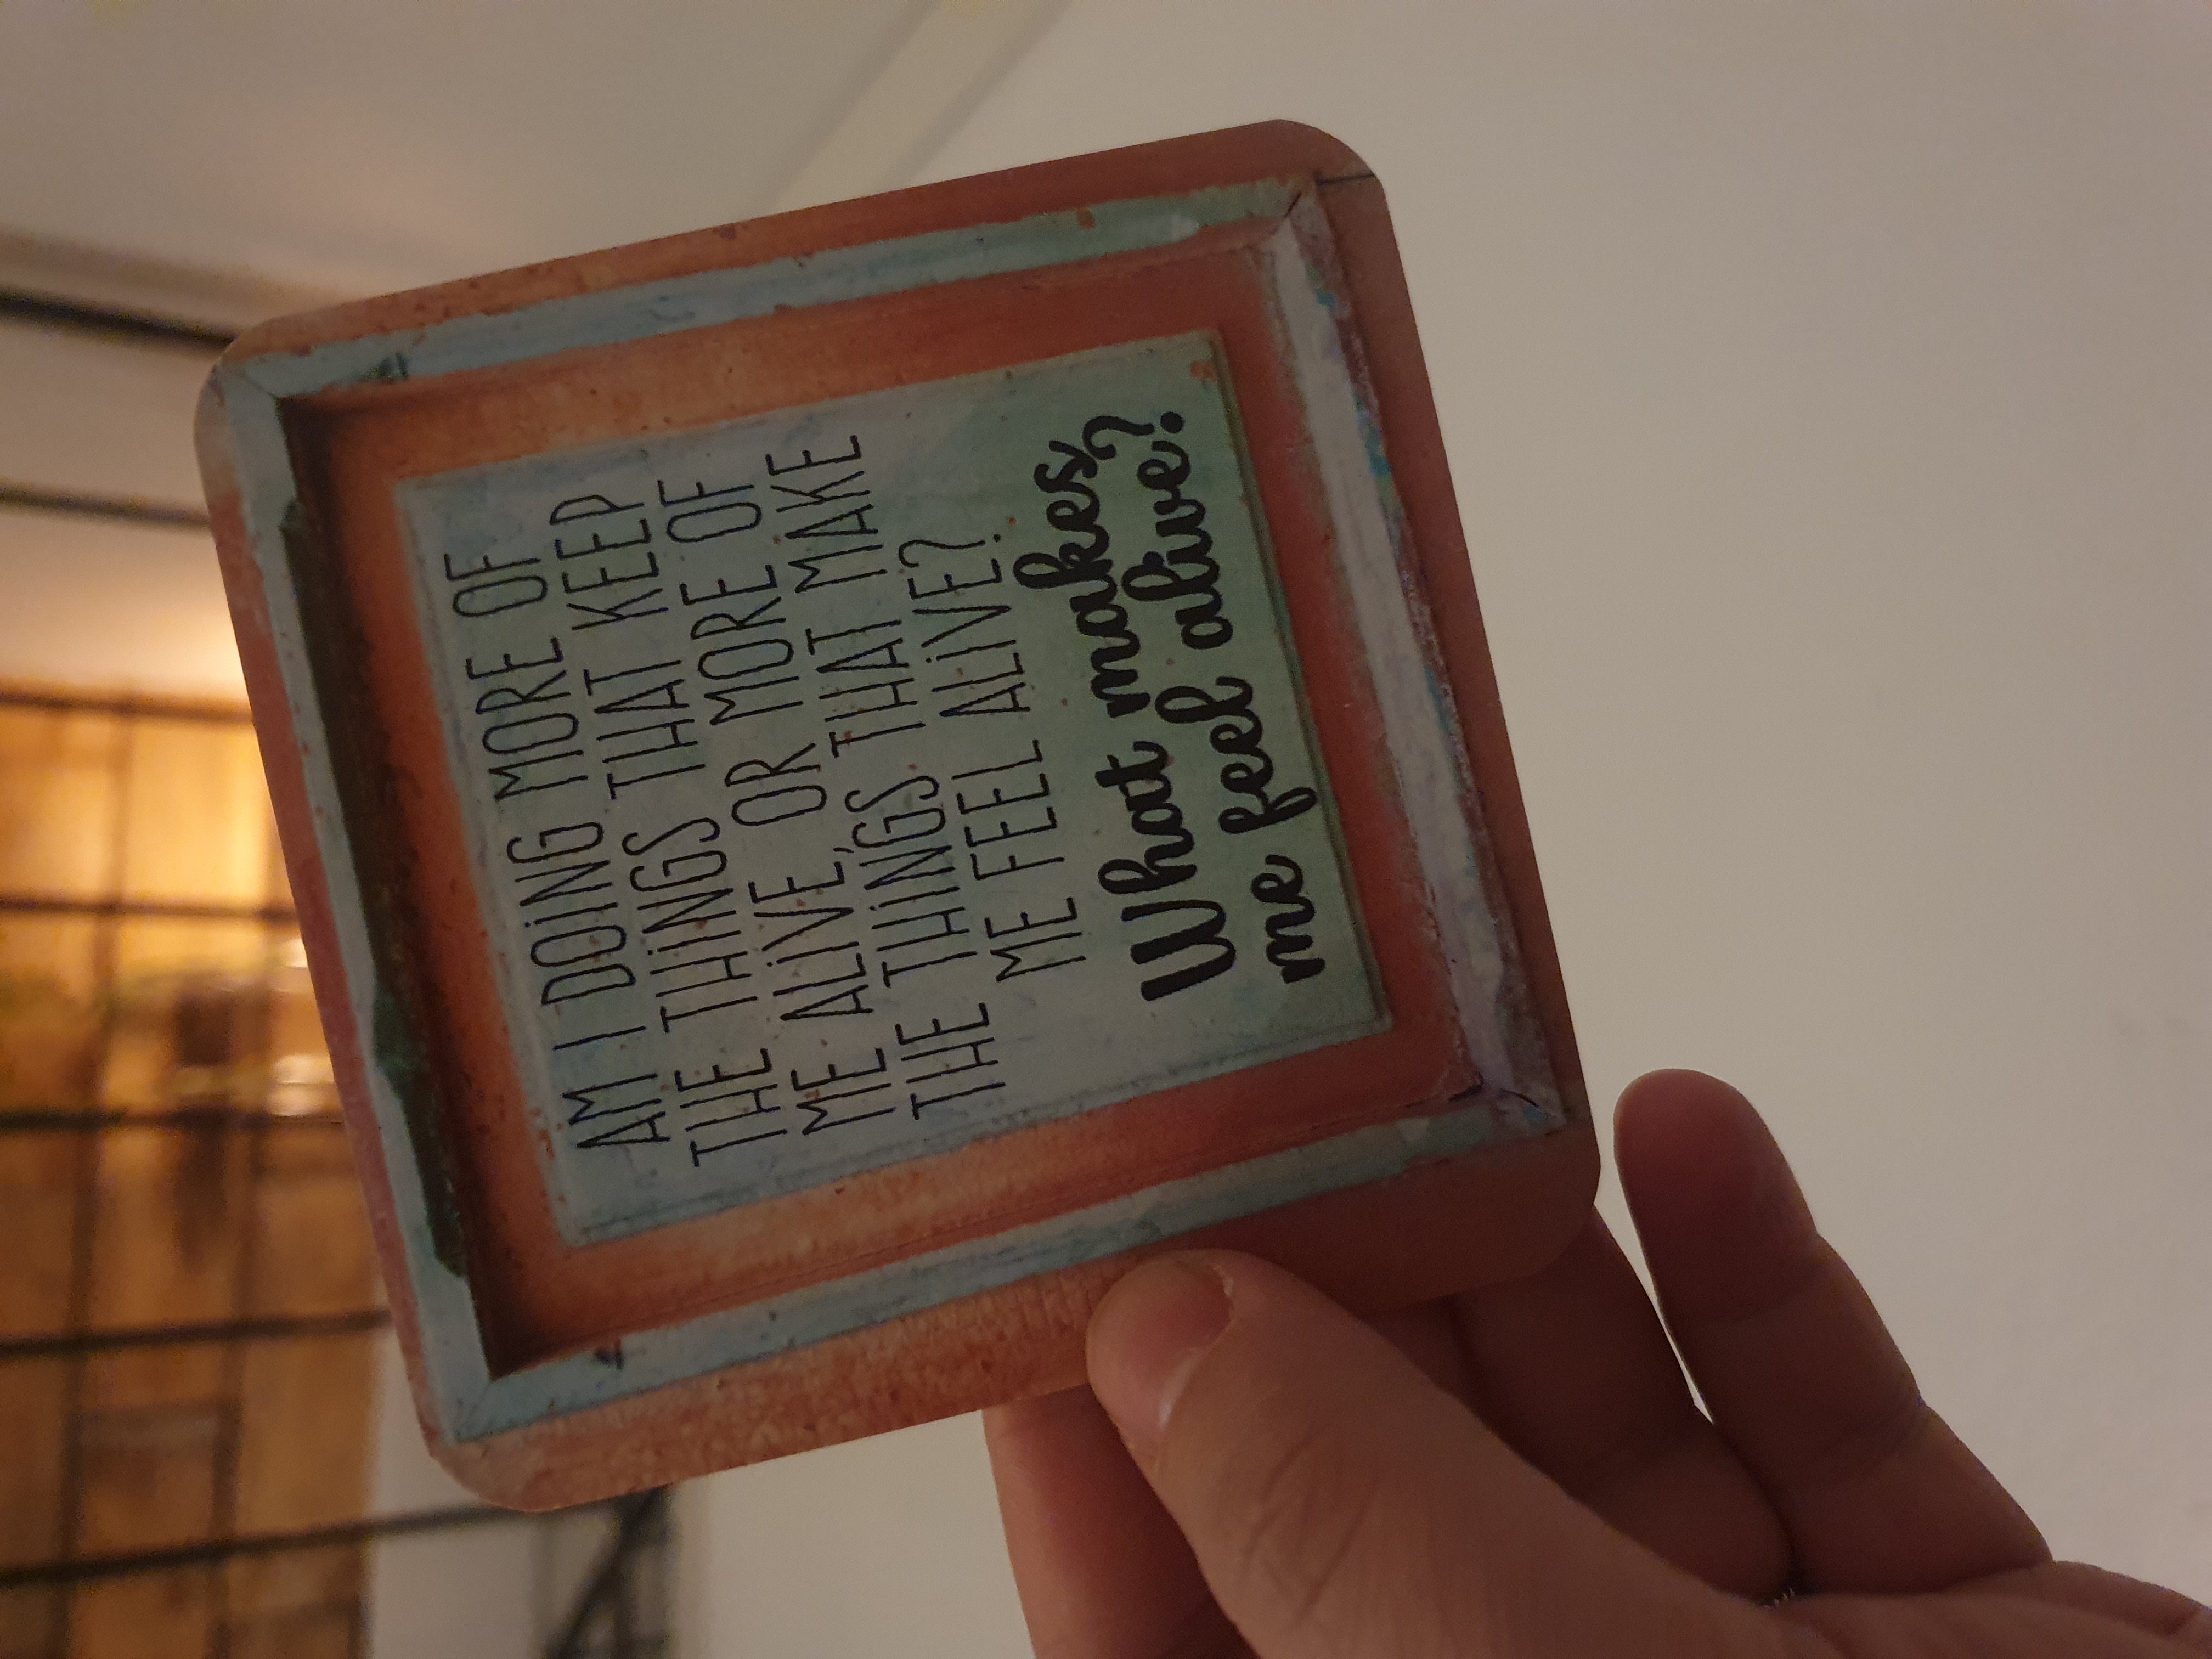 AM I DOING MORE OF
THE THINGS THAT KEEP
ME ALIVE, OR MORE OF
THE THINGS THAT MAKE
ME FEEL ALIVE?
What makes
me feel alive?